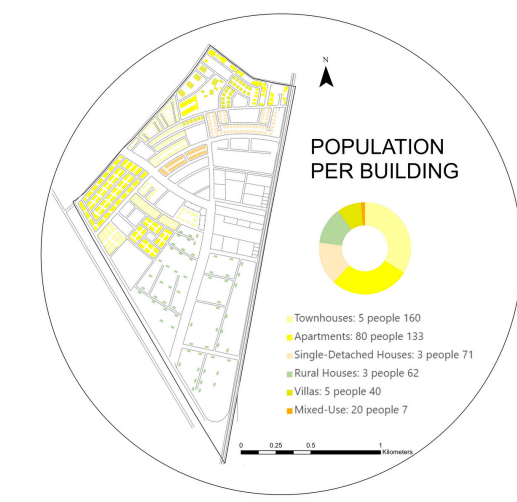 N
POPULATION
PER BUILDING
Townhouses: 5 people 160
Apartments: 80 people 133
Single-Detached Houses: 3 people 71
Rural Houses: 3 people 62
Villas: 5 people 40
Mixed-Use: 20 people 7
0 0.25 0.5 1
Kilometers